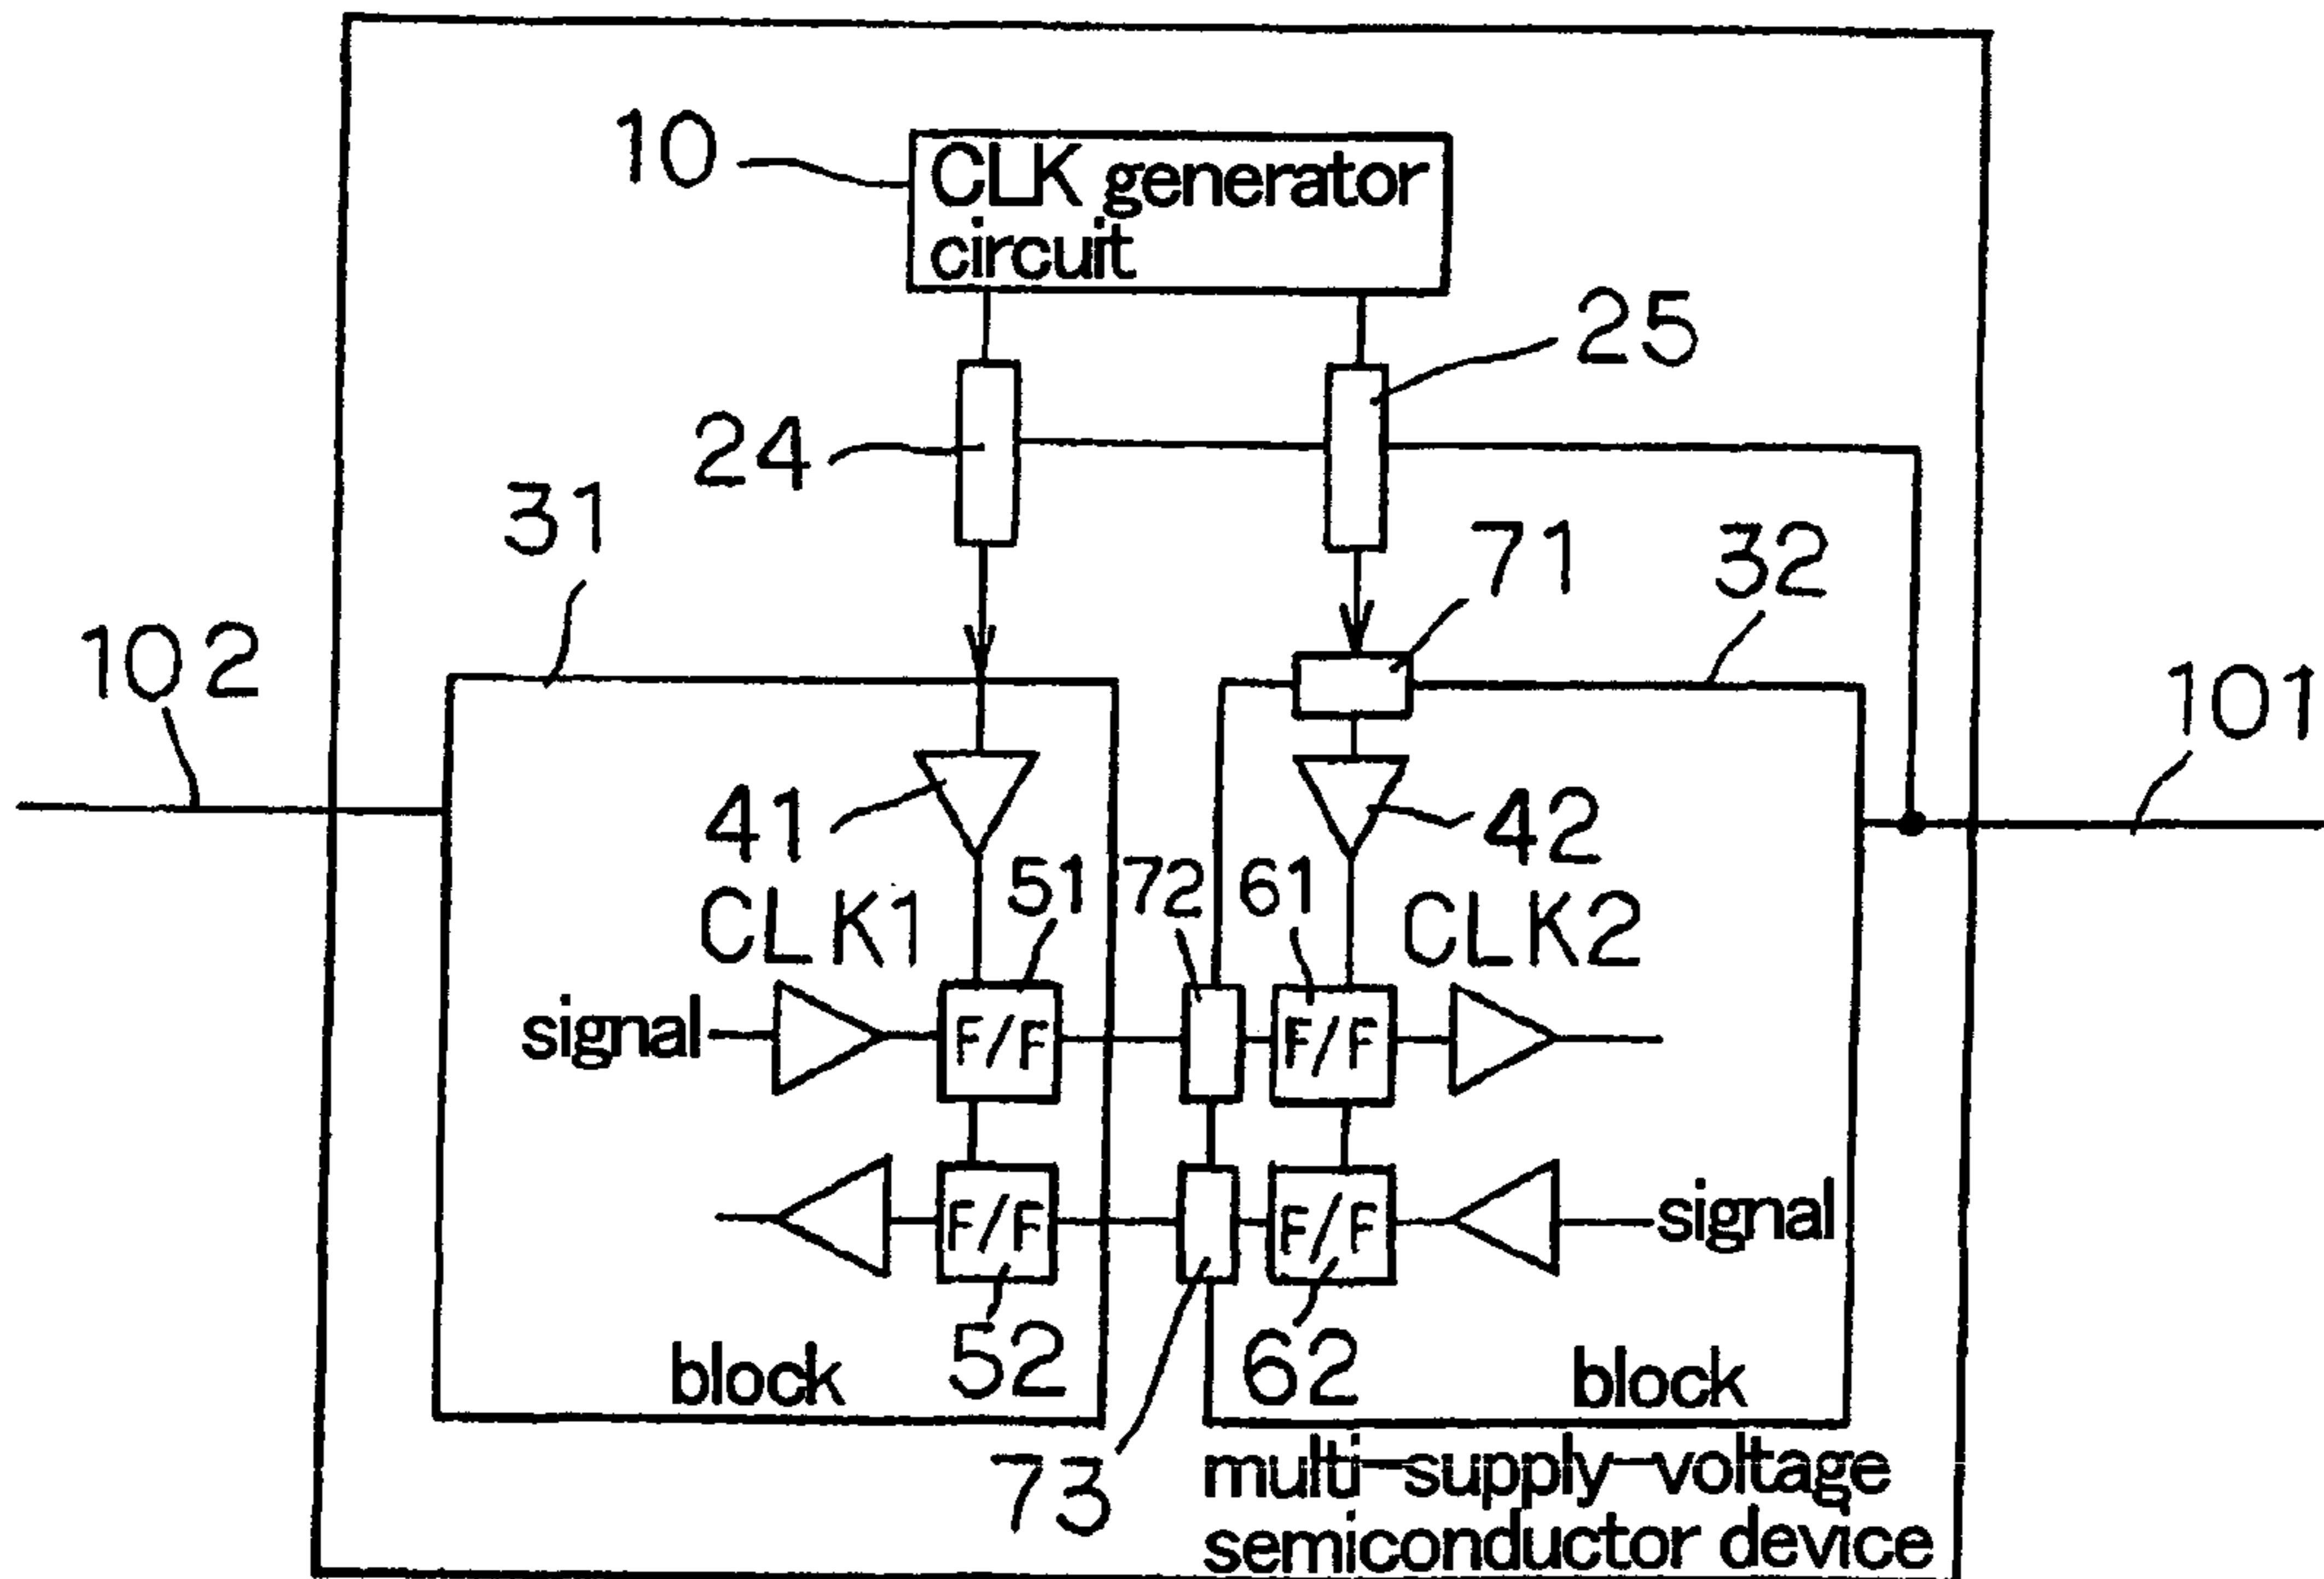 10
CLK generator
circuit
25
24
31
71
32
102
101
41
42
51
72
61
CLK1
CLK2
signal
F/F
F/F
F/F
F/F
signal
52
62
block
block
73
multi-supply-voltage
semiconductor device